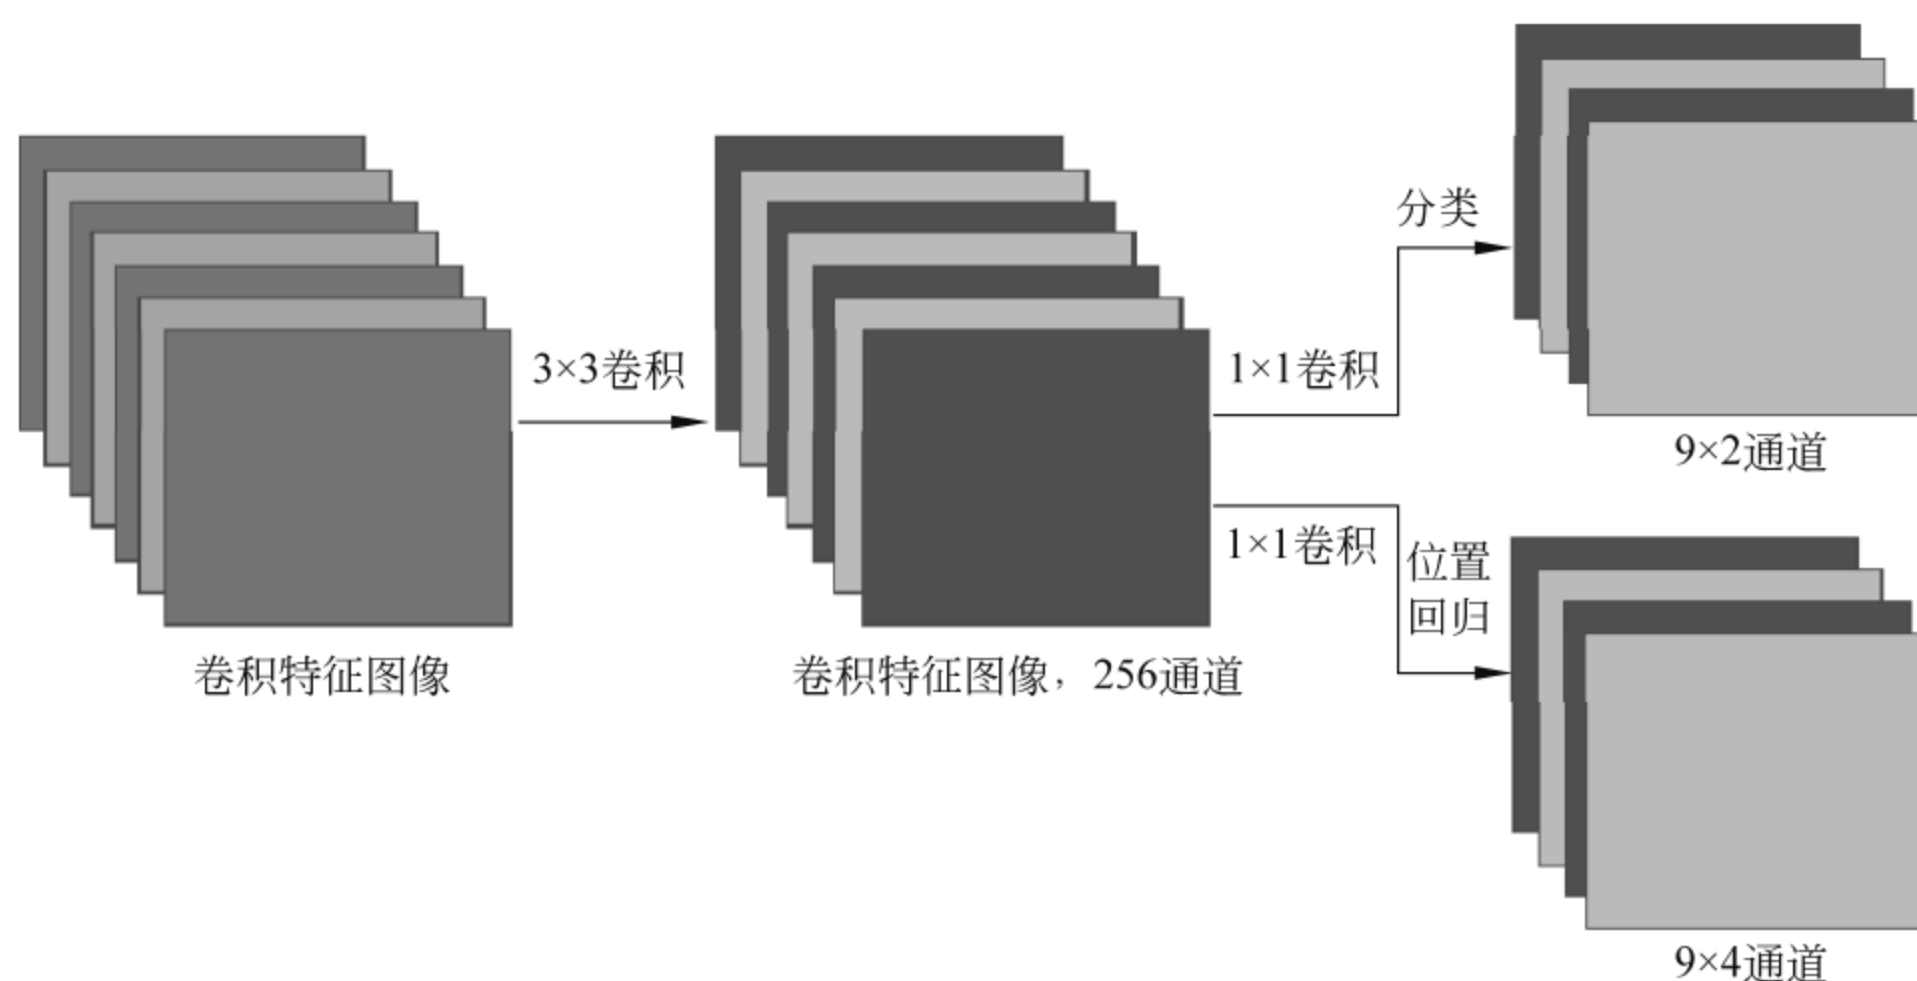 分类
3×3卷积
1×1卷积
9×2通道
1×1卷积
位置
回归
卷积特征图像
卷积特征图像，256通道
9×4通道